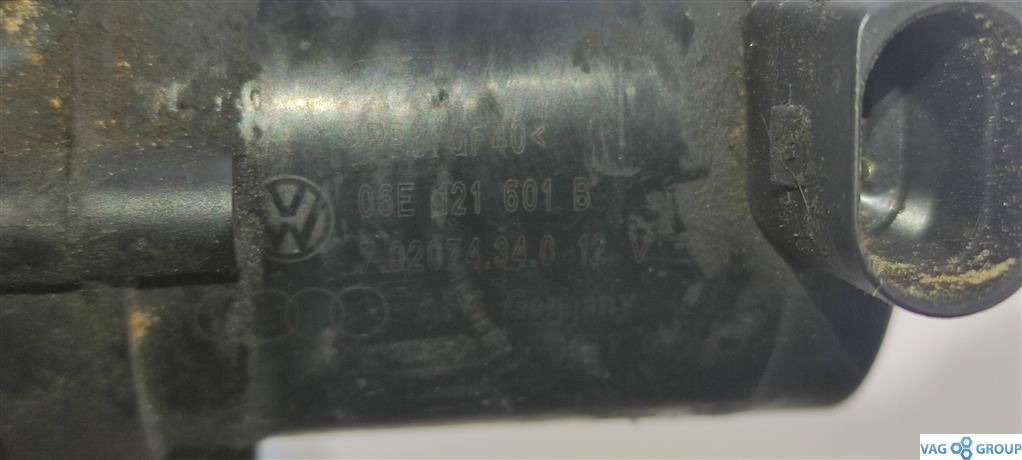 06E 121 601 B
7.02074.34.0 12 V
Germany
VAG GROUP